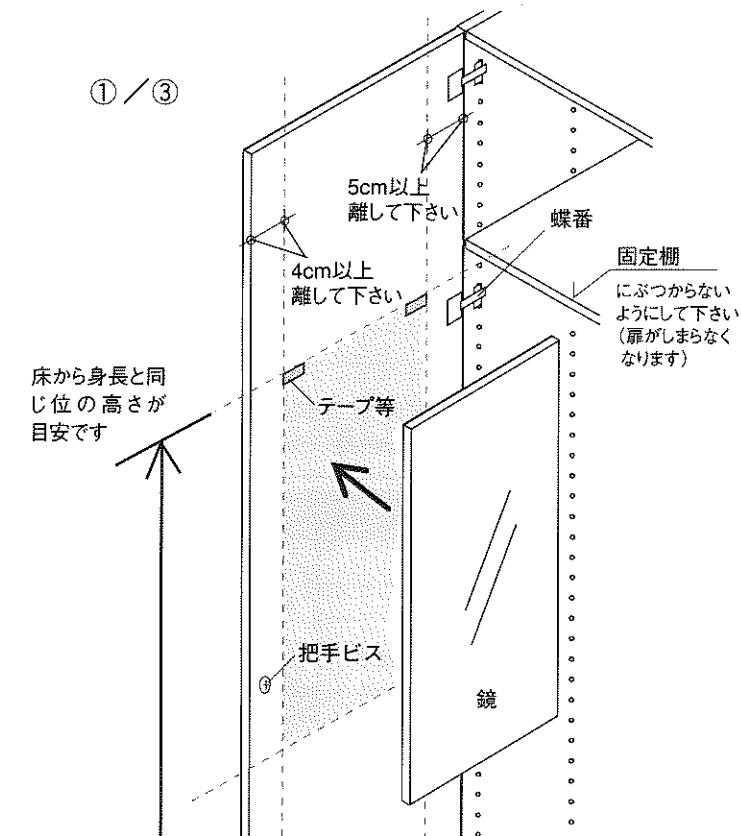 ①／③
5cm以上
離して下さい
蝶番
固定棚
にぶつからない
ようにして下さい
（扉がしまらなく
なります）
4cm以上
離して下さい
床から身長と同
じ位の高さが
目安です
テープ等
把手ビス
鏡